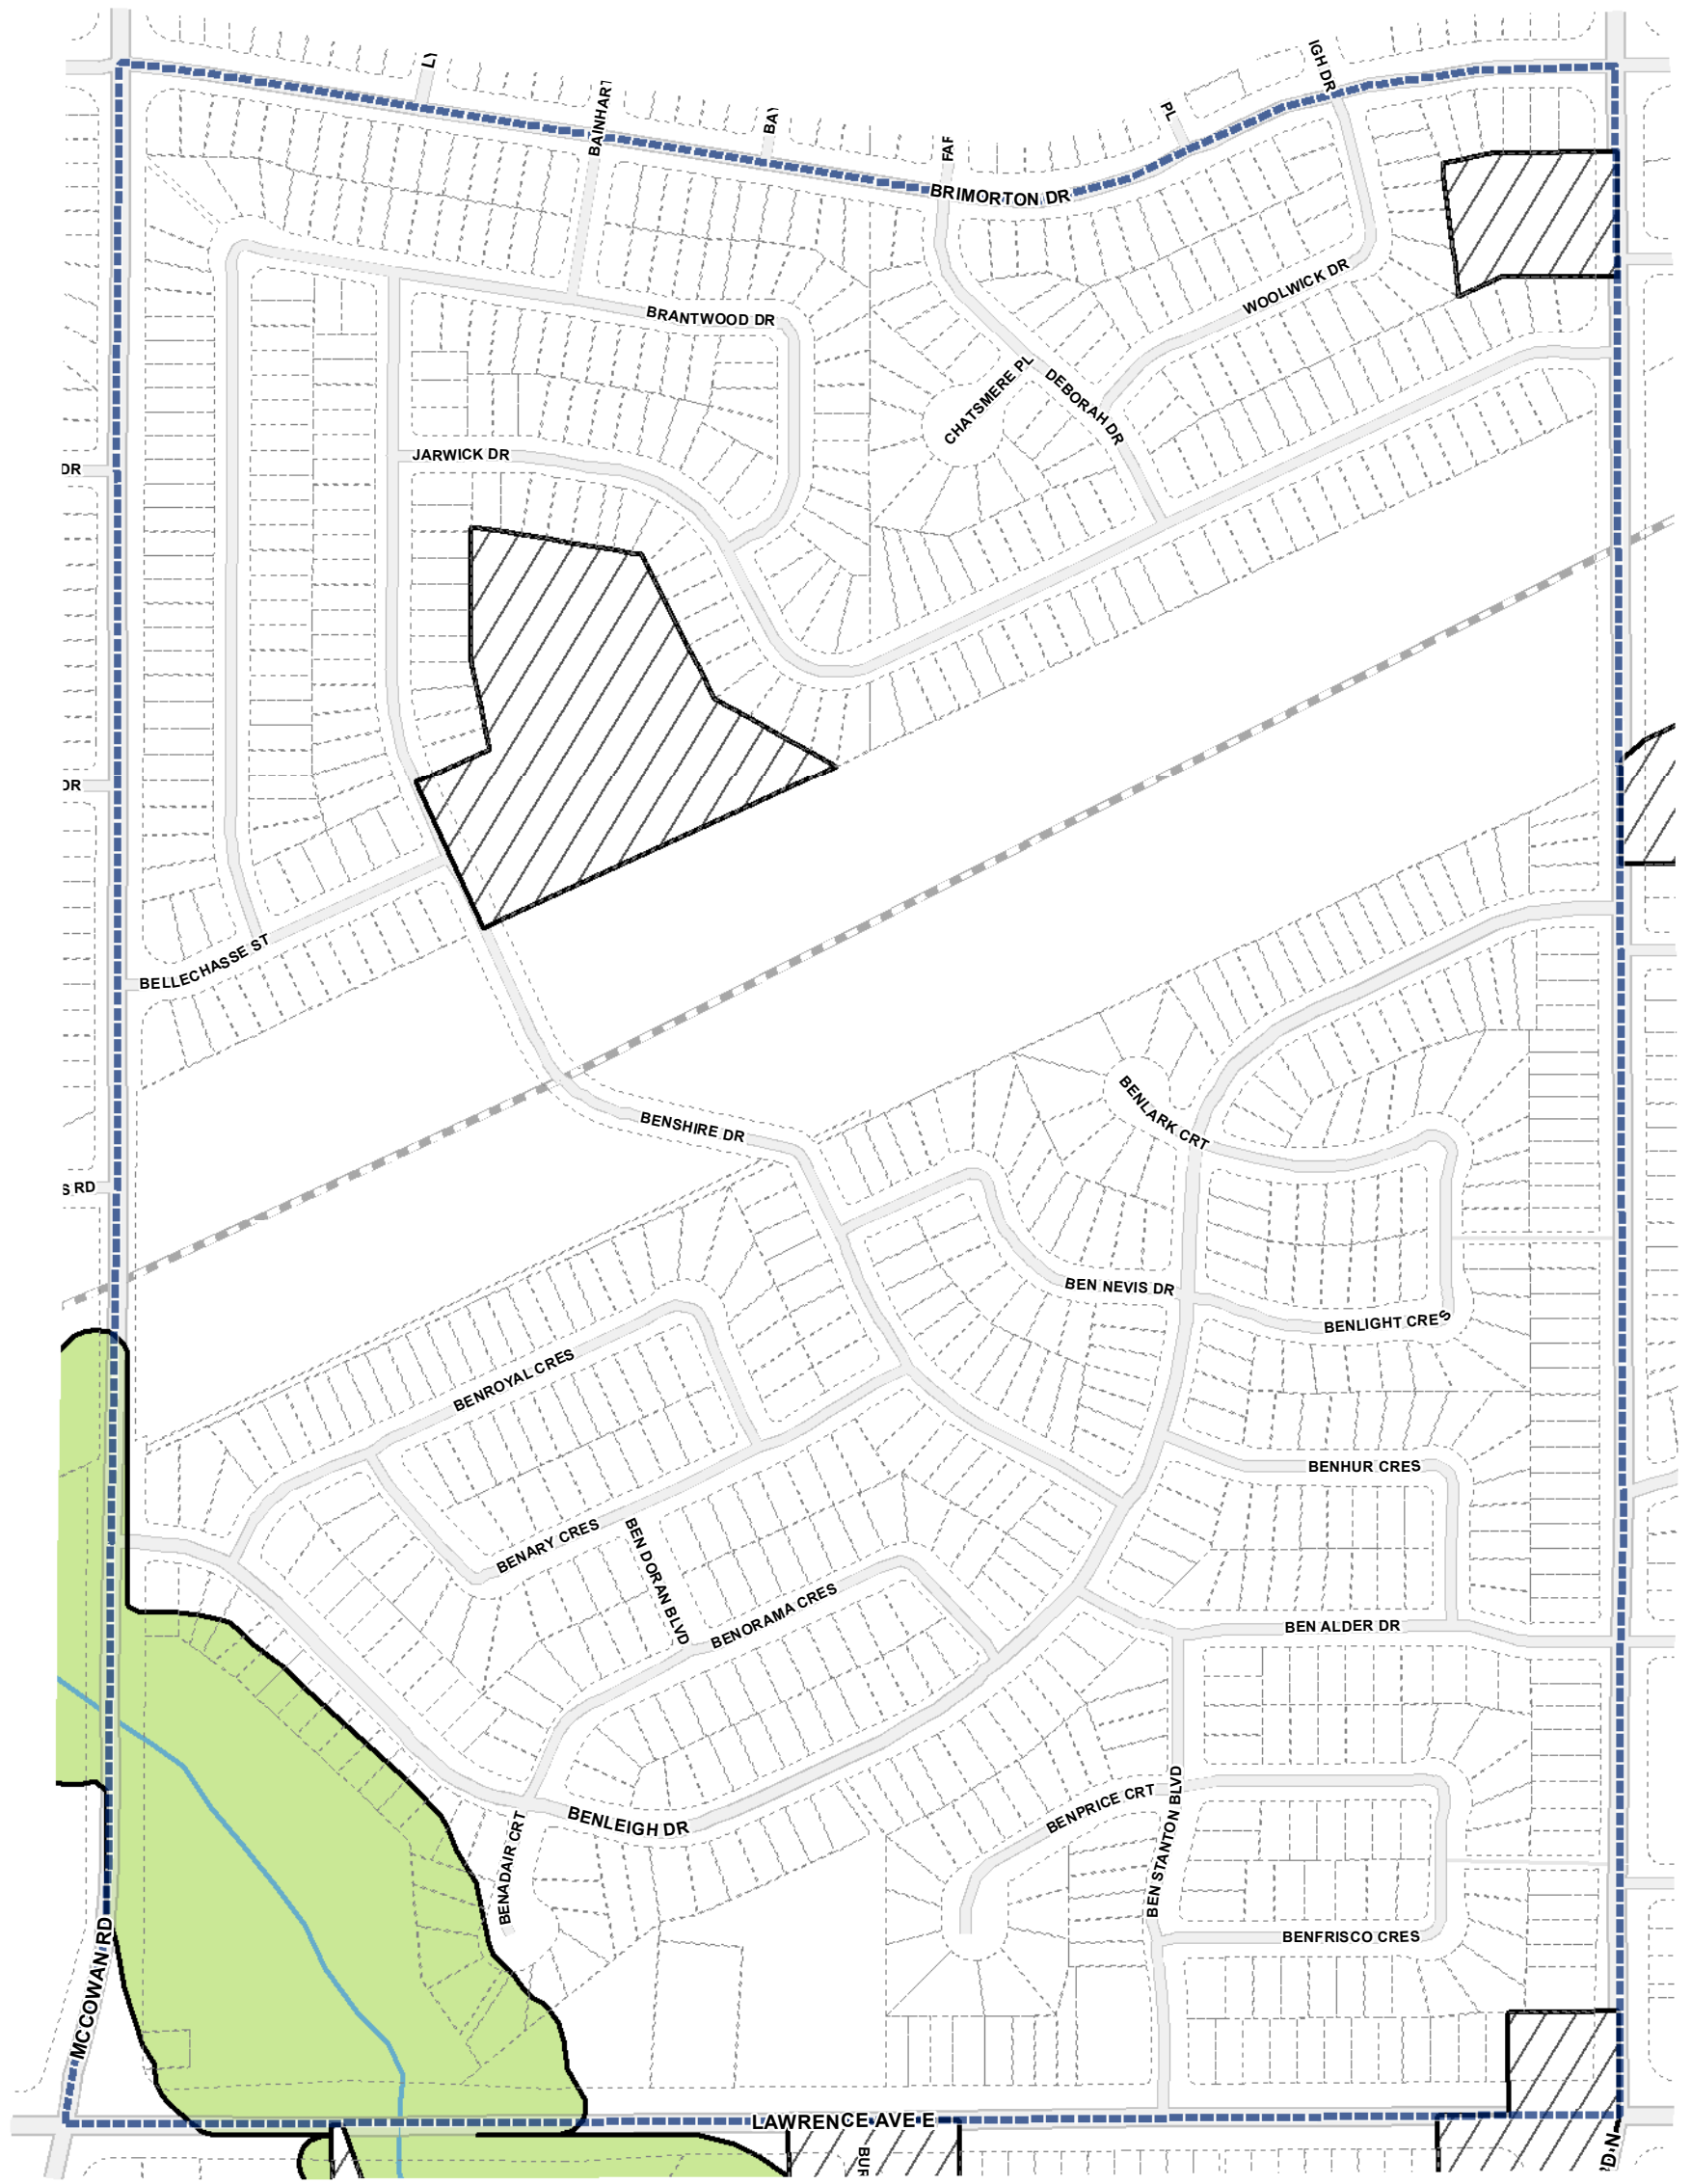 BAINHART
BAY
FAF
PL
IGH DR
BRIMORTON DR
BRANTWOOD DR
WOOLWICK DR
CHATSMERE PL
DEBORAH DR
JARWICK DR
DR
DR
BELLECHASSE ST
BENSHIRE DR
BENLARK CRT
S RD
BEN NEVIS DR
BENLIGHT CRES
BENROYAL CRES
BENHUR CRES
BENARY CRES
BEN DORAN BLVD
BENORAMA CRES
BEN ALDER DR
BENLEIGH DR
BENPRICE CRT
BEN STANTON BLVD
BENADAIR CRT
BENFRISCO CRES
MCCOWAN RD
LAWRENCE AVE E
BUR
RD N